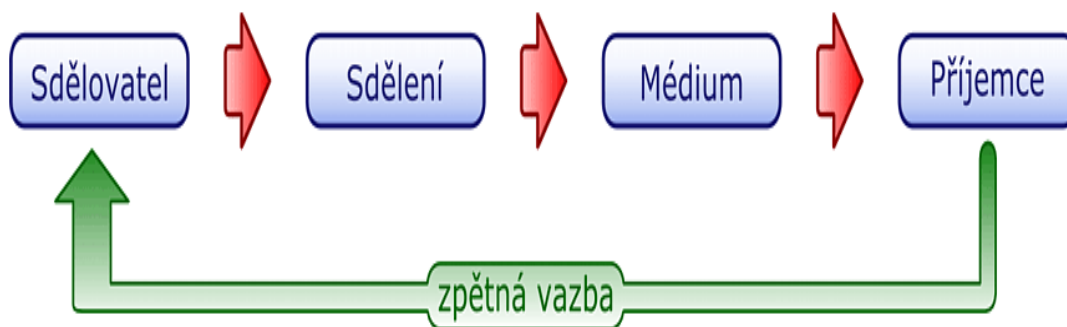 Sdělovatel
Sdělení
Médium
Příjemce
zpětná vazba